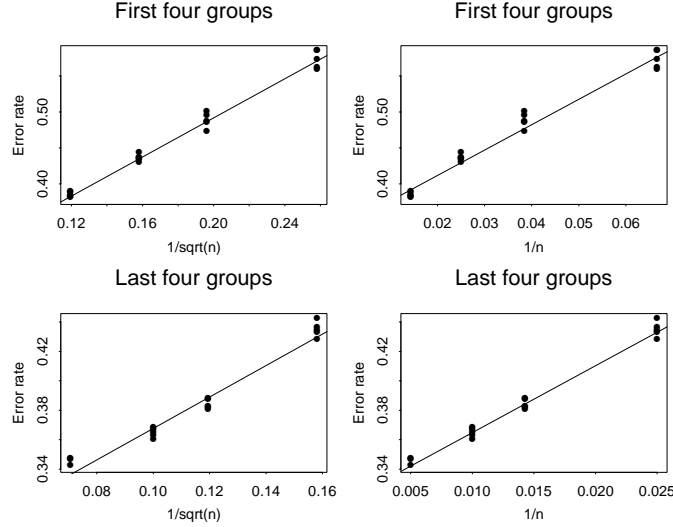 First four groups
Error rate
0.50
0.40
0.12 0.16 0.20 0.24
1/sqrt(n)
First four groups
Error rate
0.50
0.40
0.02 0.03 0.04 0.05 0.06
1/n
Last four groups
Error rate
0.42
0.38
0.34
0.08 0.10 0.12 0.14 0.16
1/sqrt(n)
Last four groups
Error rate
0.42
0.38
0.34
0.005 0.010 0.015 0.020 0.025
1/n